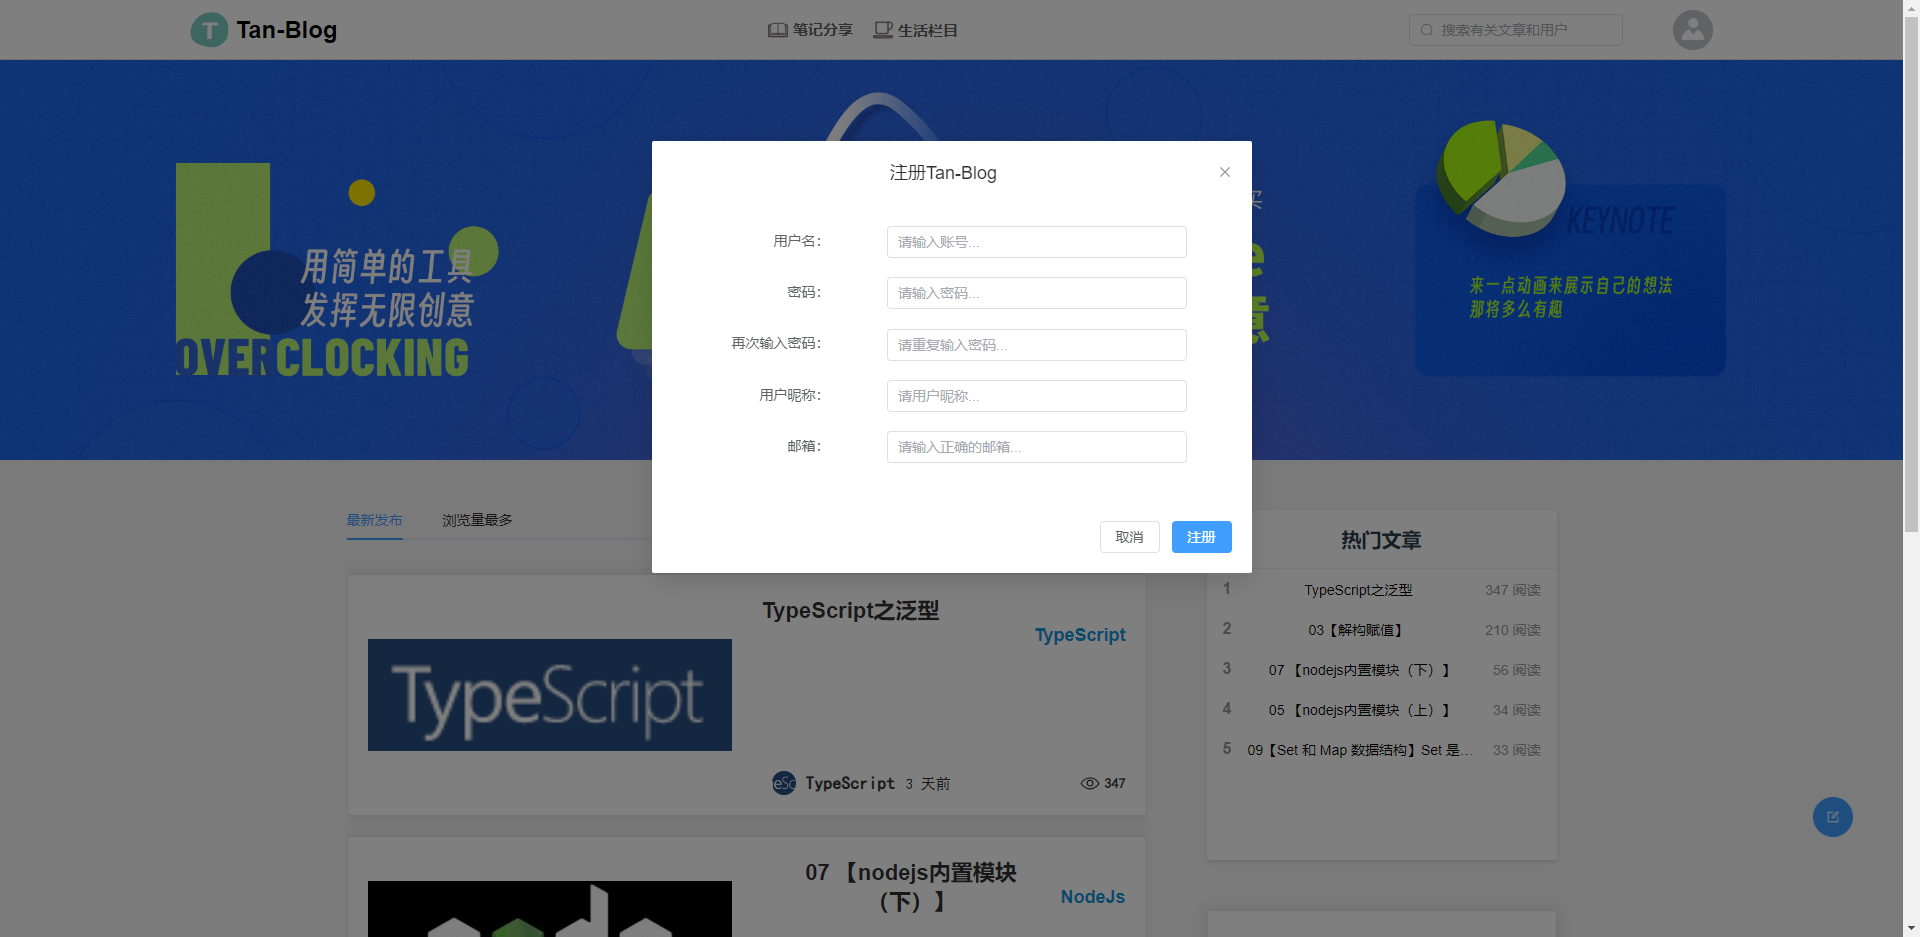 Tan-Blog
笔记分享
生活栏目
搜索有关文章和用户
用简单的工具
发挥无限创意
OVERCLOCKING
KEYNOTE
来一点动画来展示自己的想法
那将多么有趣
注册Tan-Blog
用户名：
请输入账号...
密码：
请输入密码...
再次输入密码：
请重复输入密码...
用户昵称：
请用户昵称...
邮箱：
请输入正确的邮箱...
取消
注册
最新发布
浏览量最多
TypeScript之泛型
TypeScript
TypeScript
TypeScript 3 天前
347
07 【nodejs内置模块
（下）】
NodeJs
热门文章
1 TypeScript之泛型 347 阅读
2 03【解构赋值】 210 阅读
3 07 【nodejs内置模块（下）】 56 阅读
4 05 【nodejs内置模块（上）】 34 阅读
5 09【Set 和 Map 数据结构】Set 是... 33 阅读